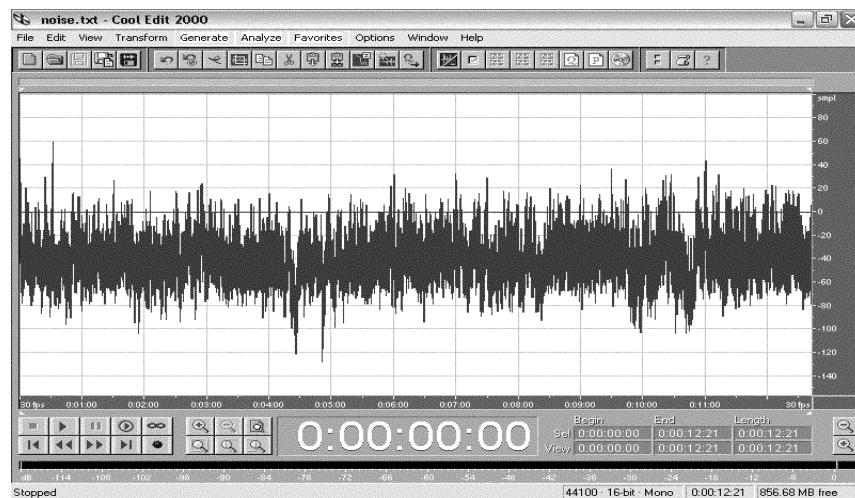 noise.txt - Cool Edit 2000
File Edit View Transform Generate Analyze Favorites Options Window Help
F ?
smpl
80
60
40
20
-0
-20
-40
-60
-80
-100
-120
-140
30 fps 0:01:00 0:02:00 0:03:00 0:04:00 0:05:00 0:06:00 0:07:00 0:08:00 0:09:00 0:10:00 0:11:00 30 fps
0:00:00:00
Begin End Length
Sel 0:00:00:00 0:00:12:21 0:00:12:21
View 0:00:00:00 0:00:12:21 0:00:12:21
dB -114 -108 -102 -96 -90 -84 -78 -72 -66 -60 -54 -48 -42 -36 -30 -24 -18 -12 -6 0
Stopped 44100 · 16-bit · Mono 0:00:12:21 856.68 MB free